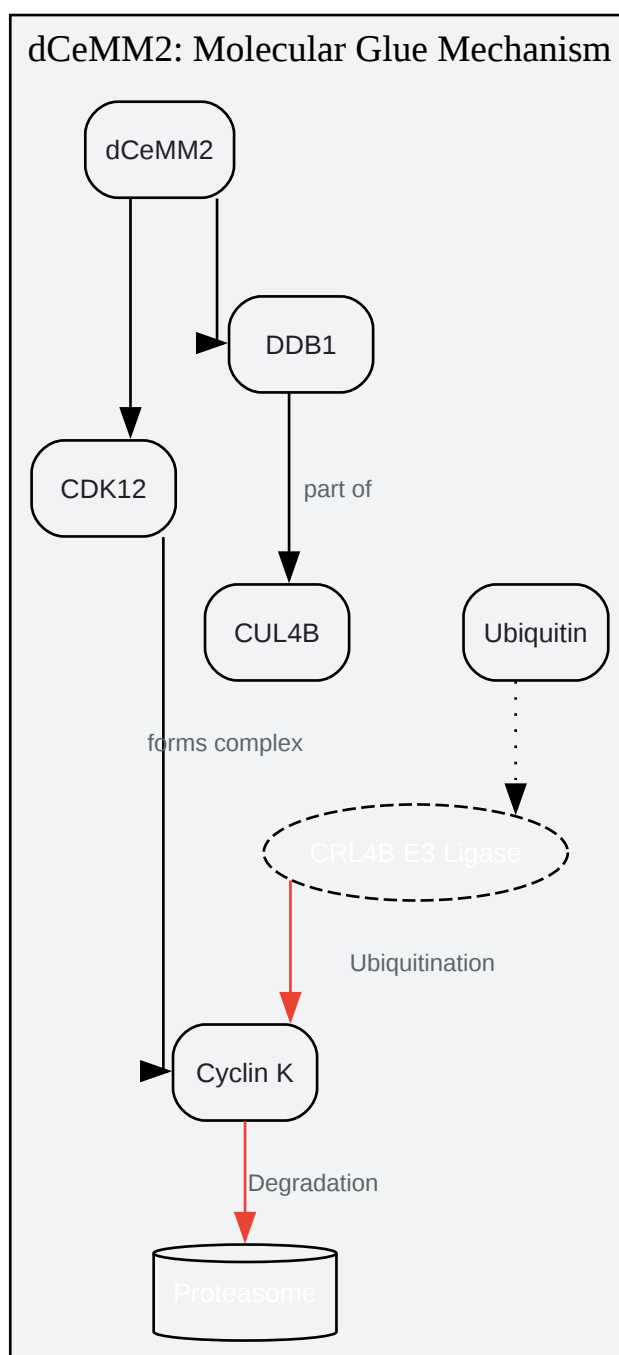 dCeMM2: Molecular Glue Mechanism
dCeMM2
DDB1
CDK12
part of
CUL4B
Ubiquitin
forms complex
CRL4B E3 Ligase
Ubiquitination
Cyclin K
Degradation
Proteasome